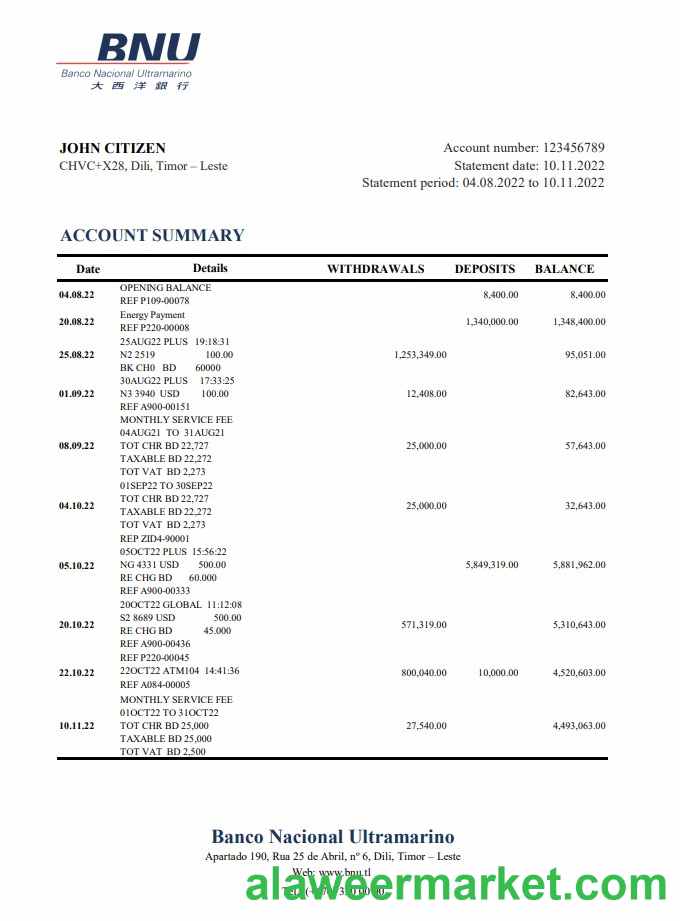 BNU
Banco Nacional Ultramarino
大西洋銀行
JOHN CITIZEN
CHVC+X28, Dili, Timor – Leste
Account number: 123456789
Statement date: 10.11.2022
Statement period: 04.08.2022 to 10.11.2022
ACCOUNT SUMMARY
Date Details WITHDRAWALS DEPOSITS BALANCE
OPENING BALANCE
04.08.22 8,400.00 8,400.00
REF P109-00078
Energy Payment
20.08.22 1,340,000.00 1,348,400.00
REF P220-00008
25AUG22 PLUS 19:18:31
25.08.22 N2 2519 100.00 1,253,349.00 95,051.00
BK CH0 BD 60000
30AUG22 PLUS 17:33:25
01.09.22 N3 3940 USD 100.00 12,408.00 82,643.00
REF A900-00151
MONTHLY SERVICE FEE
04AUG21 TO 31AUG21
08.09.22 TOT CHR BD 22,727 25,000.00 57,643.00
TAXABLE BD 22,272
TOT VAT BD 2,273
01SEP22 TO 30SEP22
TOT CHR BD 22,727
04.10.22 25,000.00 32,643.00
TAXABLE BD 22,272
TOT VAT BD 2,273
REP ZID4-90001
05OCT22 PLUS 15:56:22
05.10.22 NG 4331 USD 500.00 5,849,319.00 5,881,962.00
RE CHG BD 60.000
REF A900-00333
20OCT22 GLOBAL 11:12:08
S2 8689 USD 500.00
20.10.22 571,319.00 5,310,643.00
RE CHG BD 45.000
REF A900-00436
REF P220-00045
22.10.22 22OCT22 ATM104 14:41:36 800,040.00 10,000.00 4,520,603.00
REF A084-00005
MONTHLY SERVICE FEE
01OCT22 TO 31OCT22
10.11.22 TOT CHR BD 25,000 27,540.00 4,493,063.00
TAXABLE BD 25,000
TOT VAT BD 2,500
Banco Nacional Ultramarino
Apartado 190, Rua 25 de Abril, nº 6, Dili, Timor – Leste
Web: www.bnu.tl
alaweermarket.com